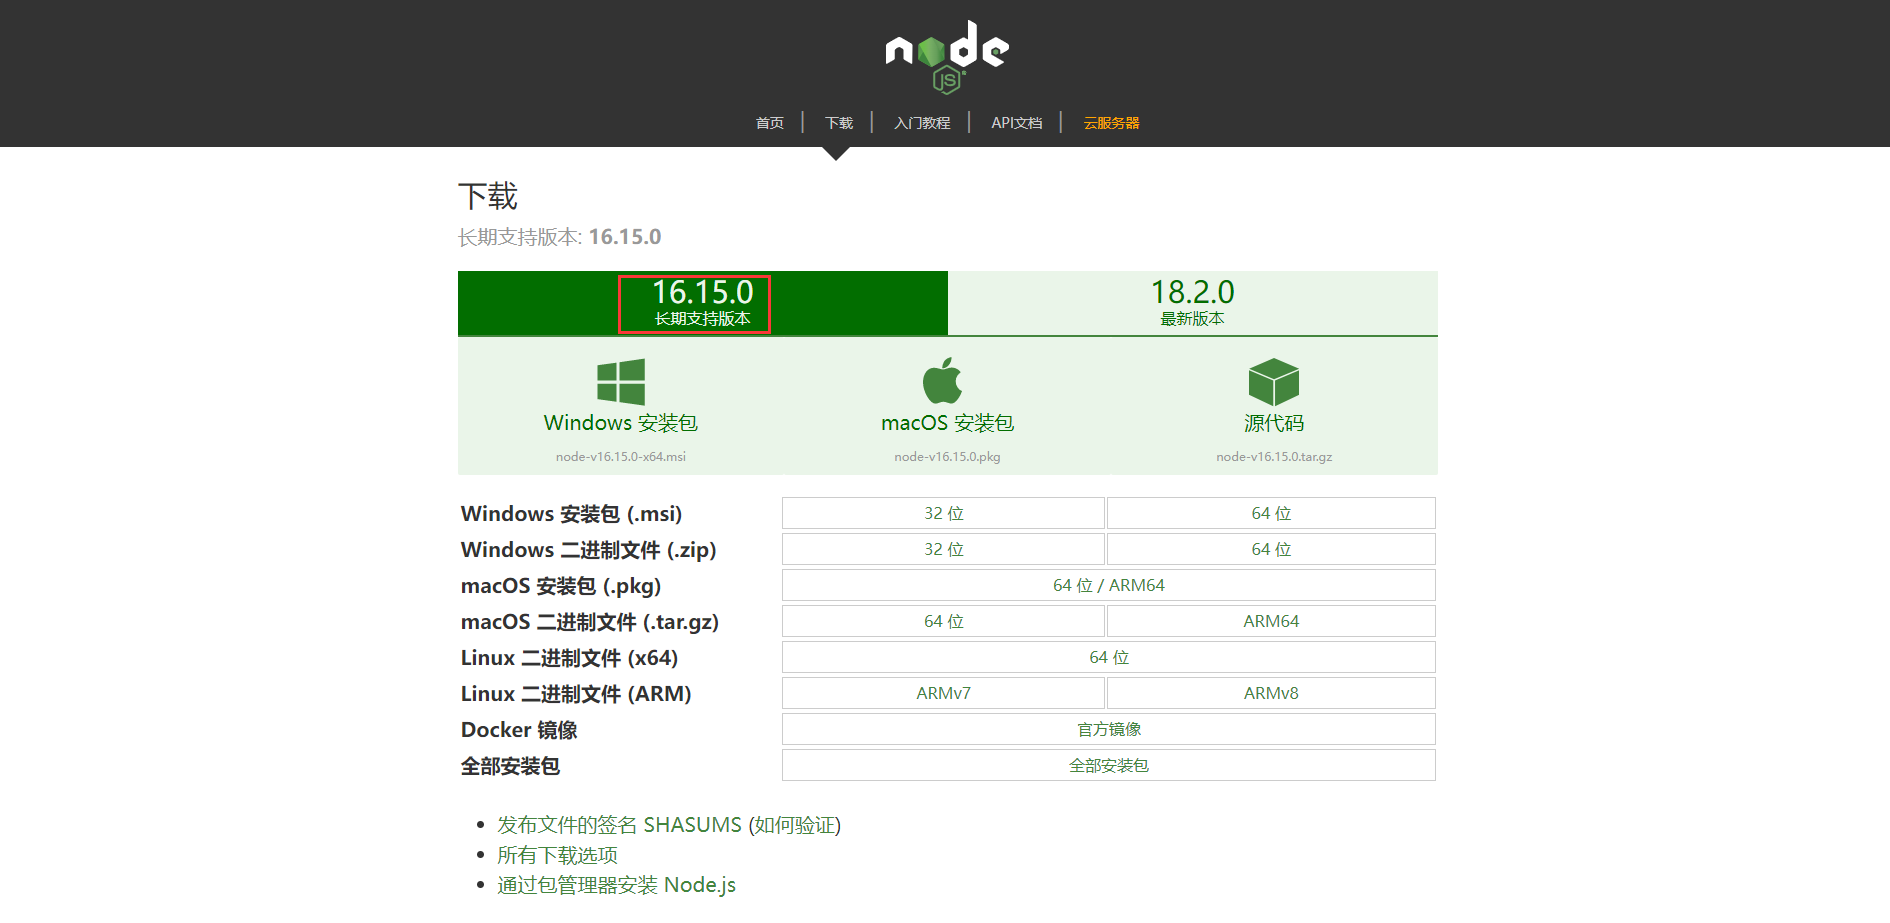 node
JS
首页 | 下载 | 入门教程 | API文档 | 云服务器
下载
长期支持版本: 16.15.0
16.15.0
长期支持版本
18.2.0
最新版本
Windows 安装包
node-v16.15.0-x64.msi
macOS 安装包
node-v16.15.0.pkg
源代码
node-v16.15.0.tar.gz
Windows 安装包 (.msi) 32 位 64 位
Windows 二进制文件 (.zip) 32 位 64 位
macOS 安装包 (.pkg) 64 位 / ARM64
macOS 二进制文件 (.tar.gz) 64 位 ARM64
Linux 二进制文件 (x64) 64 位
Linux 二进制文件 (ARM) ARMv7 ARMv8
Docker 镜像 官方镜像
全部安装包 全部安装包
• 发布文件的签名 SHASUMS (如何验证)
• 所有下载选项
• 通过包管理器安装 Node.js